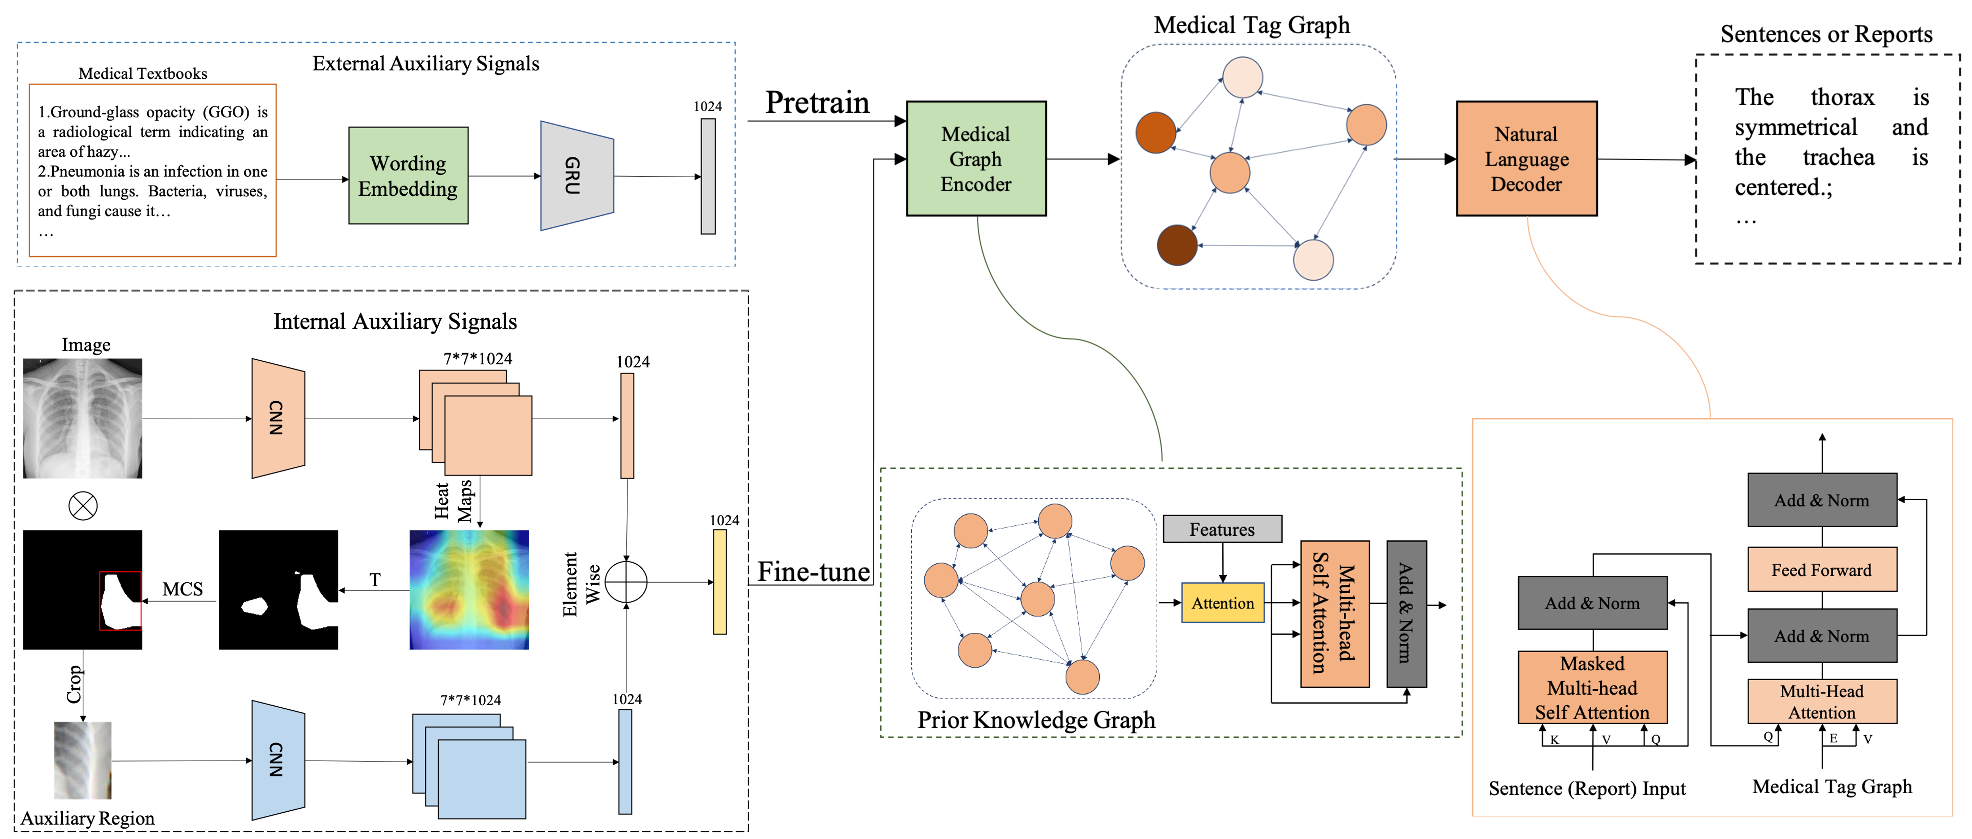 External Auxiliary Signals
Medical Textbooks
1.Ground-glass opacity (GGO) is
a radiological term indicating an
area of hazy...
2.Pneumonia is an infection in one
or both lungs. Bacteria, viruses,
and fungi cause it…
…
Wording
Embedding
GRU
1024
Pretrain
Medical
Graph
Encoder
Medical Tag Graph
Natural
Language
Decoder
Sentences or Reports
The thorax is
symmetrical and
the trachea is
centered.;
…
Internal Auxiliary Signals
Image
CNN
7*7*1024
1024
Heat
Maps
T
MCS
Crop
Element
Wise
1024
Fine-tune
Auxiliary Region
CNN
7*7*1024
1024
Prior Knowledge Graph
Features
Attention
Multi-head
Self Attention
Add & Norm
Add & Norm
Masked
Multi-head
Self Attention
K
V
Q
Sentence (Report) Input
Add & Norm
Feed Forward
Add & Norm
Multi-Head
Attention
Q
E
V
Medical Tag Graph